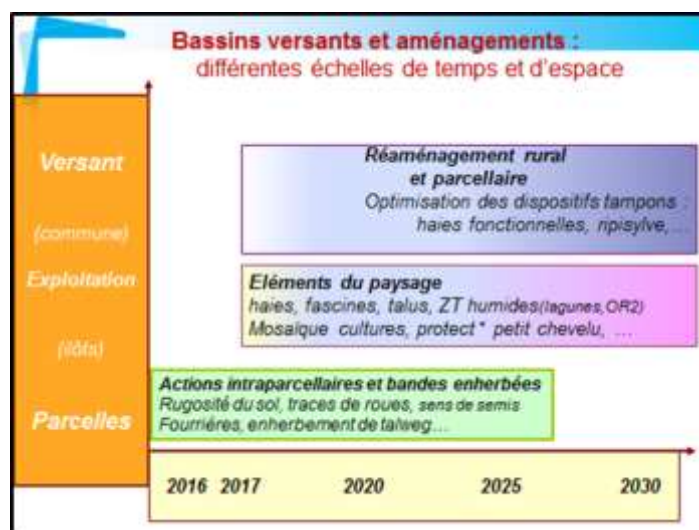 Bassins versants et aménagements :
différentes échelles de temps et d'espace
Versant
(commune)
Exploitation
(ilôts)
Parcelles
Réaménagement rural
et parcellaire
Optimisation des dispositifs tampons :
haies fonctionnelles, ripisylve,...
Eléments du paysage
haies, fascines, talus, ZT humides(lagunes,OR2)
Mosaïque cultures, protect° petit chevelu, ...
Actions intraparcellaires et bandes enherbées
Rugosité du sol, traces de roues, sens de semis
Fourrières, enherbement de talweg...
2016 2017 2020 2025 2030